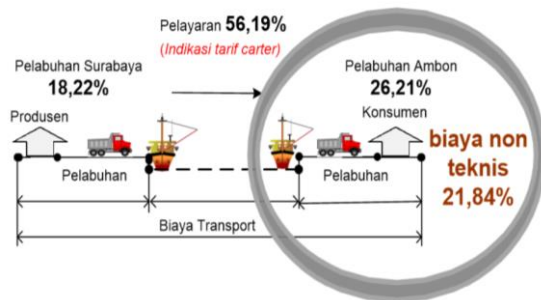 Pelayaran 56,19%
(Indikasi tarif carter)
Pelabuhan Surabaya
18,22%
Pelabuhan Ambon
26,21%
Produsen
Konsumen
biaya non
teknis
21,84%
Pelabuhan
Pelabuhan
Biaya Transport